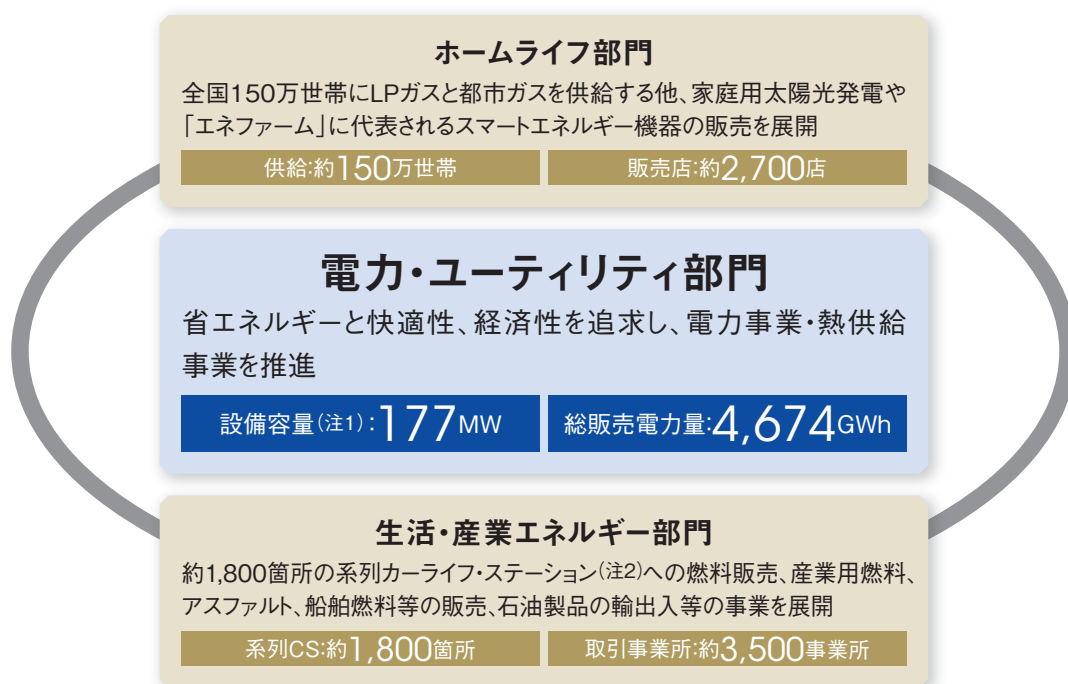 ホームライフ部門
全国150万世帯にLPガスと都市ガスを供給する他、家庭用太陽光発電や
「エネファーム」に代表されるスマートエネルギー機器の販売を展開
供給:約150万世帯
販売店:約2,700店
電力・ユーティリティ部門
省エネルギーと快適性、経済性を追求し、電力事業・熱供給
事業を推進
設備容量(注1):177MW
総販売電力量:4,674GWh
生活・産業エネルギー部門
約1,800箇所の系列カーライフ・ステーション(注2)への燃料販売、産業用燃料、
アスファルト、船舶燃料等の販売、石油製品の輸出入等の事業を展開
系列CS:約1,800箇所
取引事業所:約3,500事業所